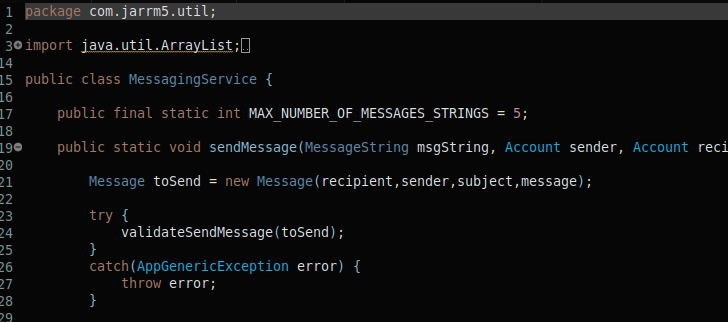 1 package com.jarrm5.util;
2
3 import java.util.ArrayList;
14
15 public class MessagingService {
16
17 public final static int MAX_NUMBER_OF_MESSAGES_STRINGS = 5;
18
19 public static void sendMessage(MessageString msgString, Account sender, Account reci
20
21 Message toSend = new Message(recipient,sender,subject,message);
22
23 try {
24 validateSendMessage(toSend);
25 }
26 catch(AppGenericException error) {
27 throw error;
28 }
29